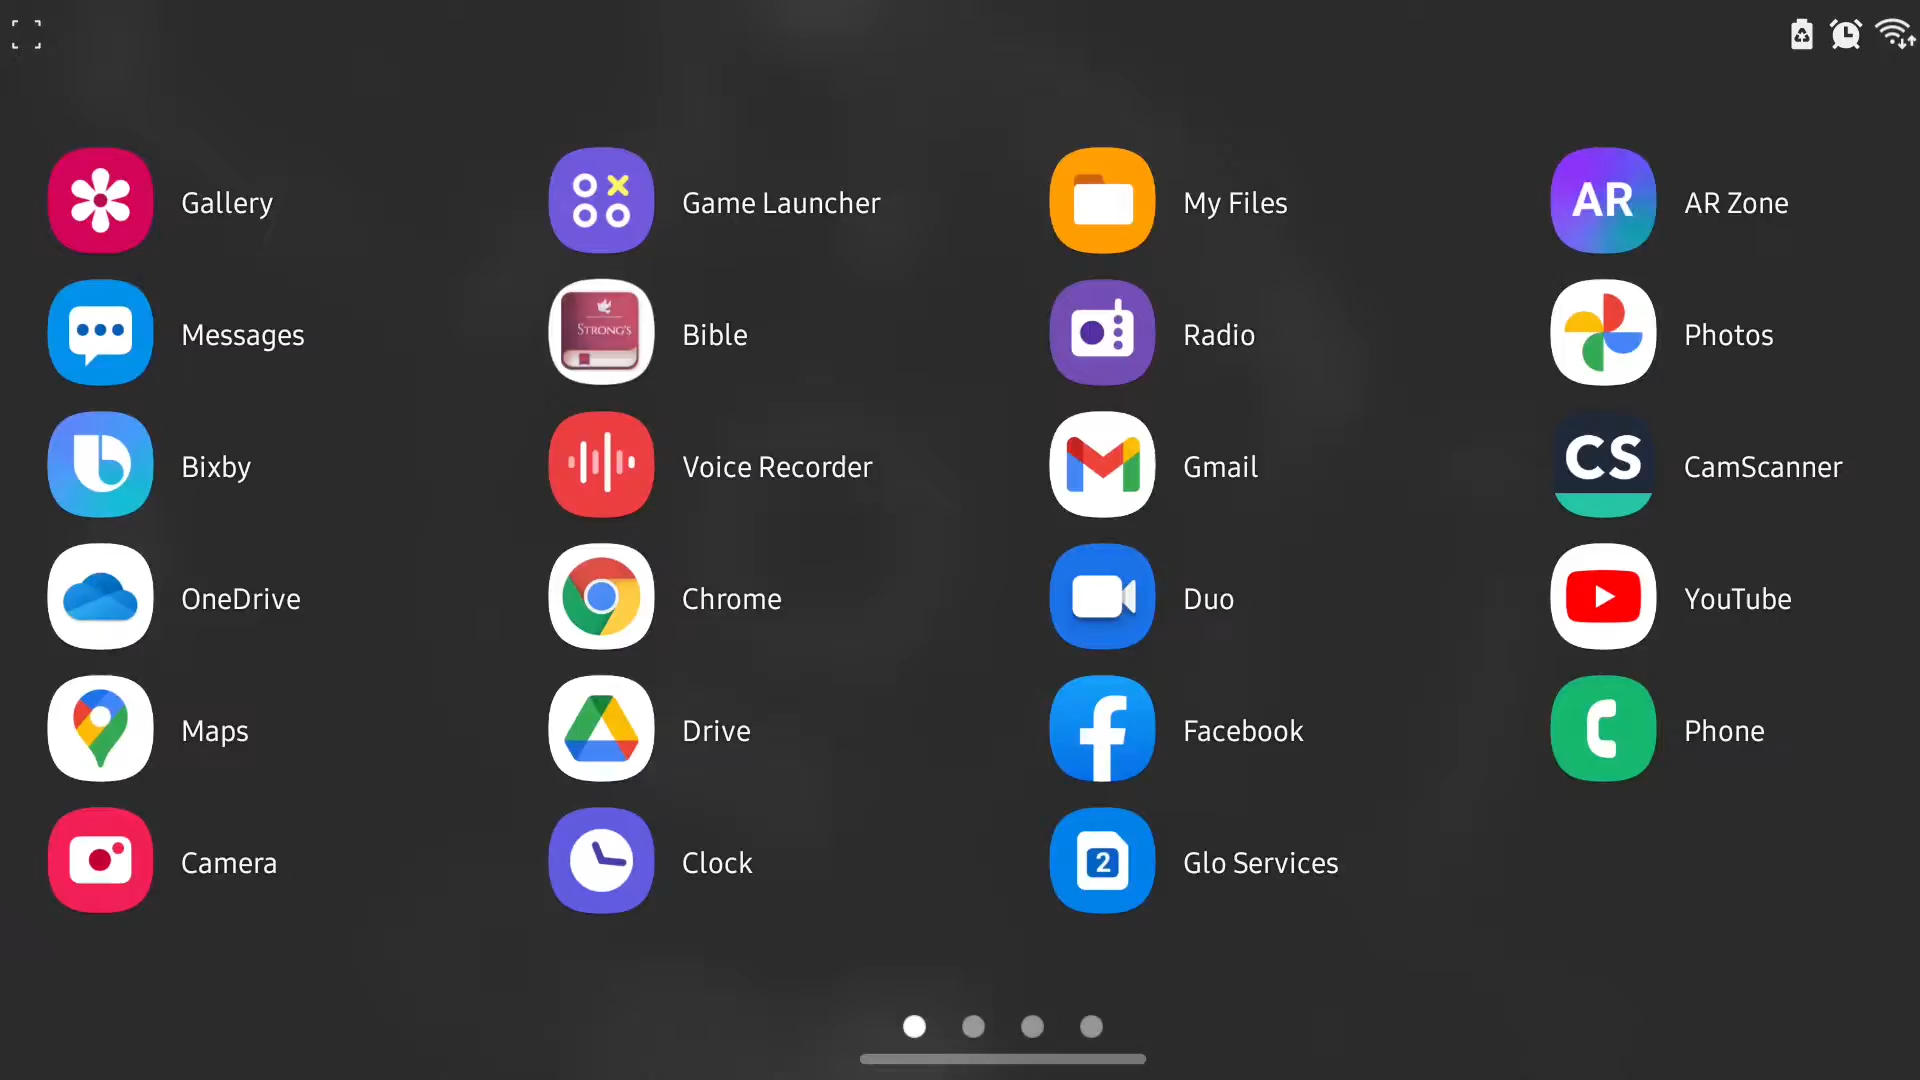 Gallery
Game Launcher
My Files
AR
AR Zone
Messages
STRONG'S
Bible
Radio
Photos
Bixby
Voice Recorder
Gmail
CS
CamScanner
OneDrive
Chrome
Duo
YouTube
Maps
Drive
Facebook
Phone
Camera
Clock
2
Glo Services